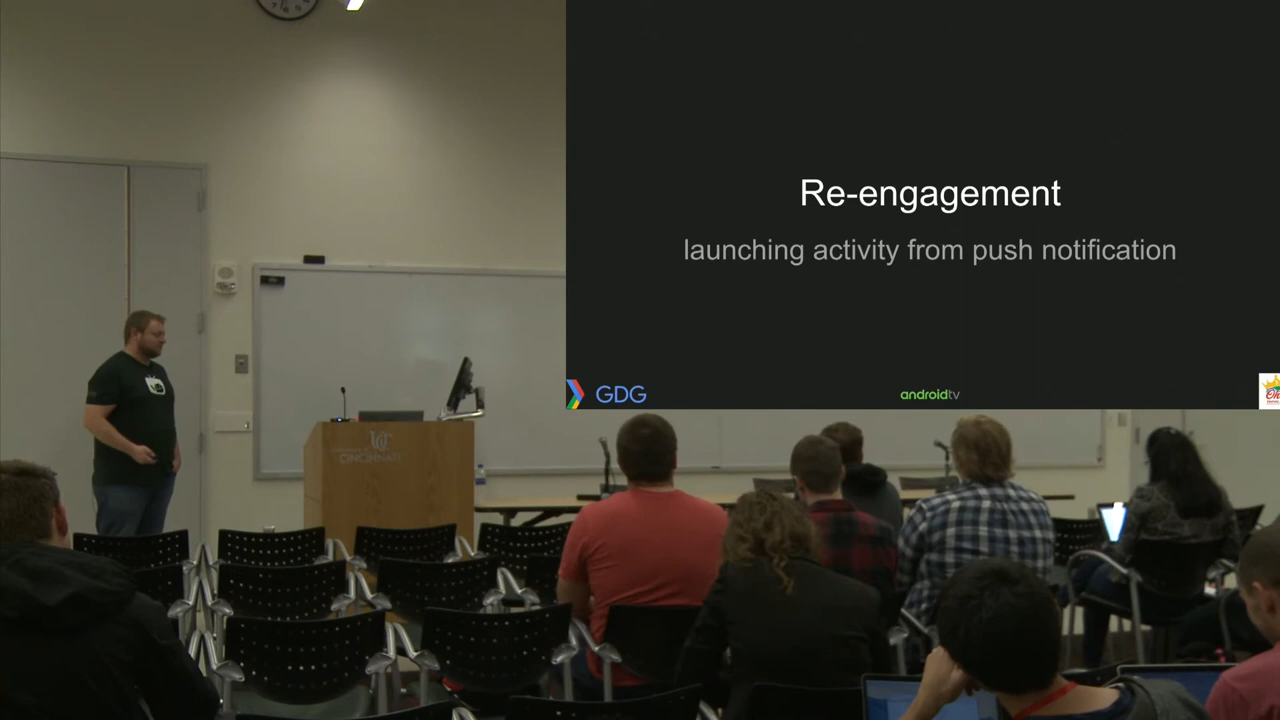 Re-engagement
launching activity from push notification
GDG
androidtv
CINCINNATI